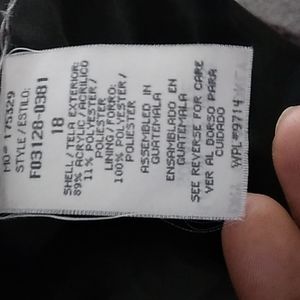 MO# 175329
STYLE/ESTILO:
F03128-0381
18
SHELL/TELA EXTERIOR:
89% ACRYLIC/ACRILICO
11% POLYESTER/
POLIESTER
LINING/FORRO:
100% POLYESTER/
POLIESTER
ASSEMBLED IN
GUATEMALA
ENSAMBLADO EN
GUATEMALA
SEE REVERSE FOR CARE
VER AL DORSO PARA
CUIDADO
WPL#9714